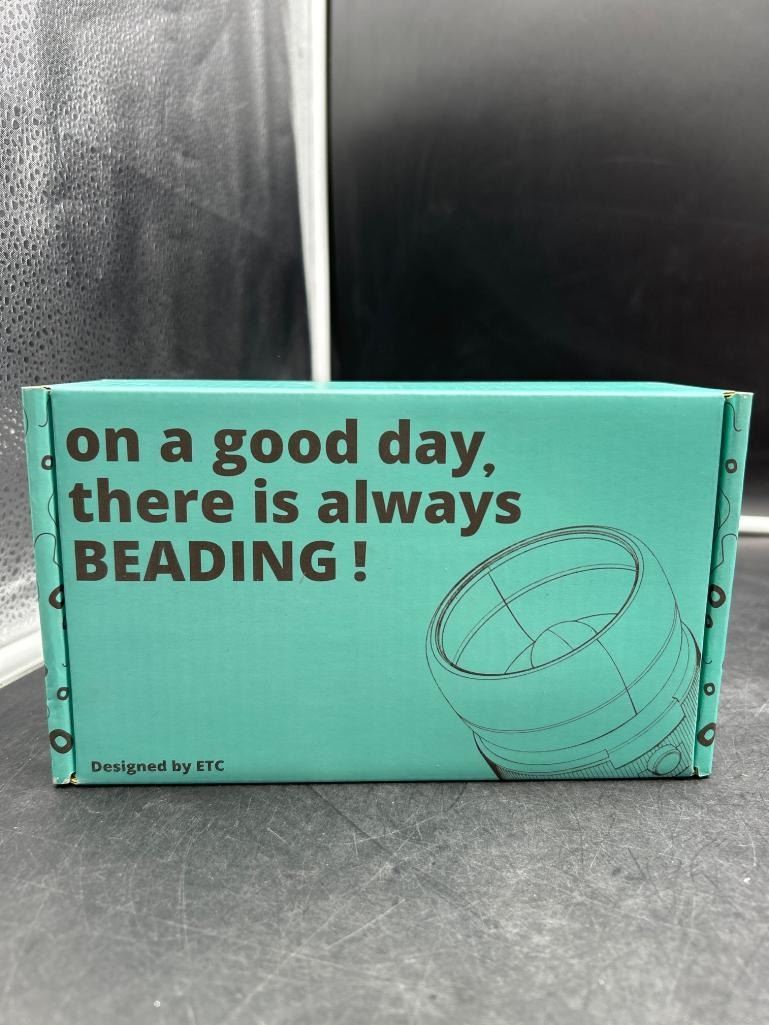 on a good day,
there is always
BEADING !
Designed by ETC